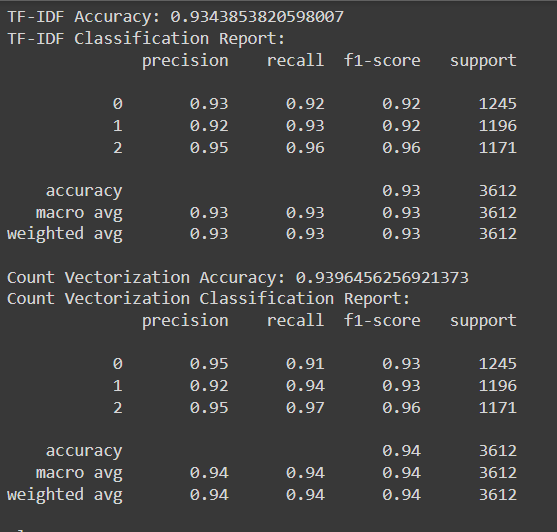 TF-IDF Accuracy: 0.9343853820598007
TF-IDF Classification Report:
precision recall f1-score support
0 0.93 0.92 0.92 1245
1 0.92 0.93 0.92 1196
2 0.95 0.96 0.96 1171
accuracy 0.93 3612
macro avg 0.93 0.93 0.93 3612
weighted avg 0.93 0.93 0.93 3612
Count Vectorization Accuracy: 0.9396456256921373
Count Vectorization Classification Report:
precision recall f1-score support
0 0.95 0.91 0.93 1245
1 0.92 0.94 0.93 1196
2 0.95 0.97 0.96 1171
accuracy 0.94 3612
macro avg 0.94 0.94 0.94 3612
weighted avg 0.94 0.94 0.94 3612